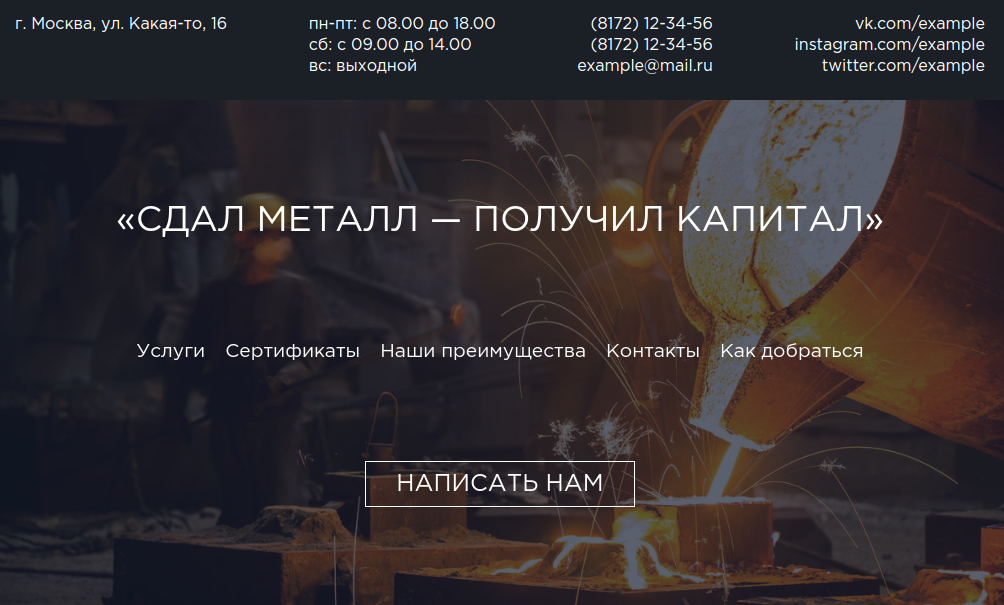 г. Москва, ул. Какая-то, 16
пн-пт: с 08.00 до 18.00
сб: с 09.00 до 14.00
вс: выходной
(8172) 12-34-56
(8172) 12-34-56
example@mail.ru
vk.com/example
instagram.com/example
twitter.com/example
«СДАЛ МЕТАЛЛ — ПОЛУЧИЛ КАПИТАЛ»
Услуги Сертификаты Наши преимущества Контакты Как добраться
НАПИСАТЬ НАМ